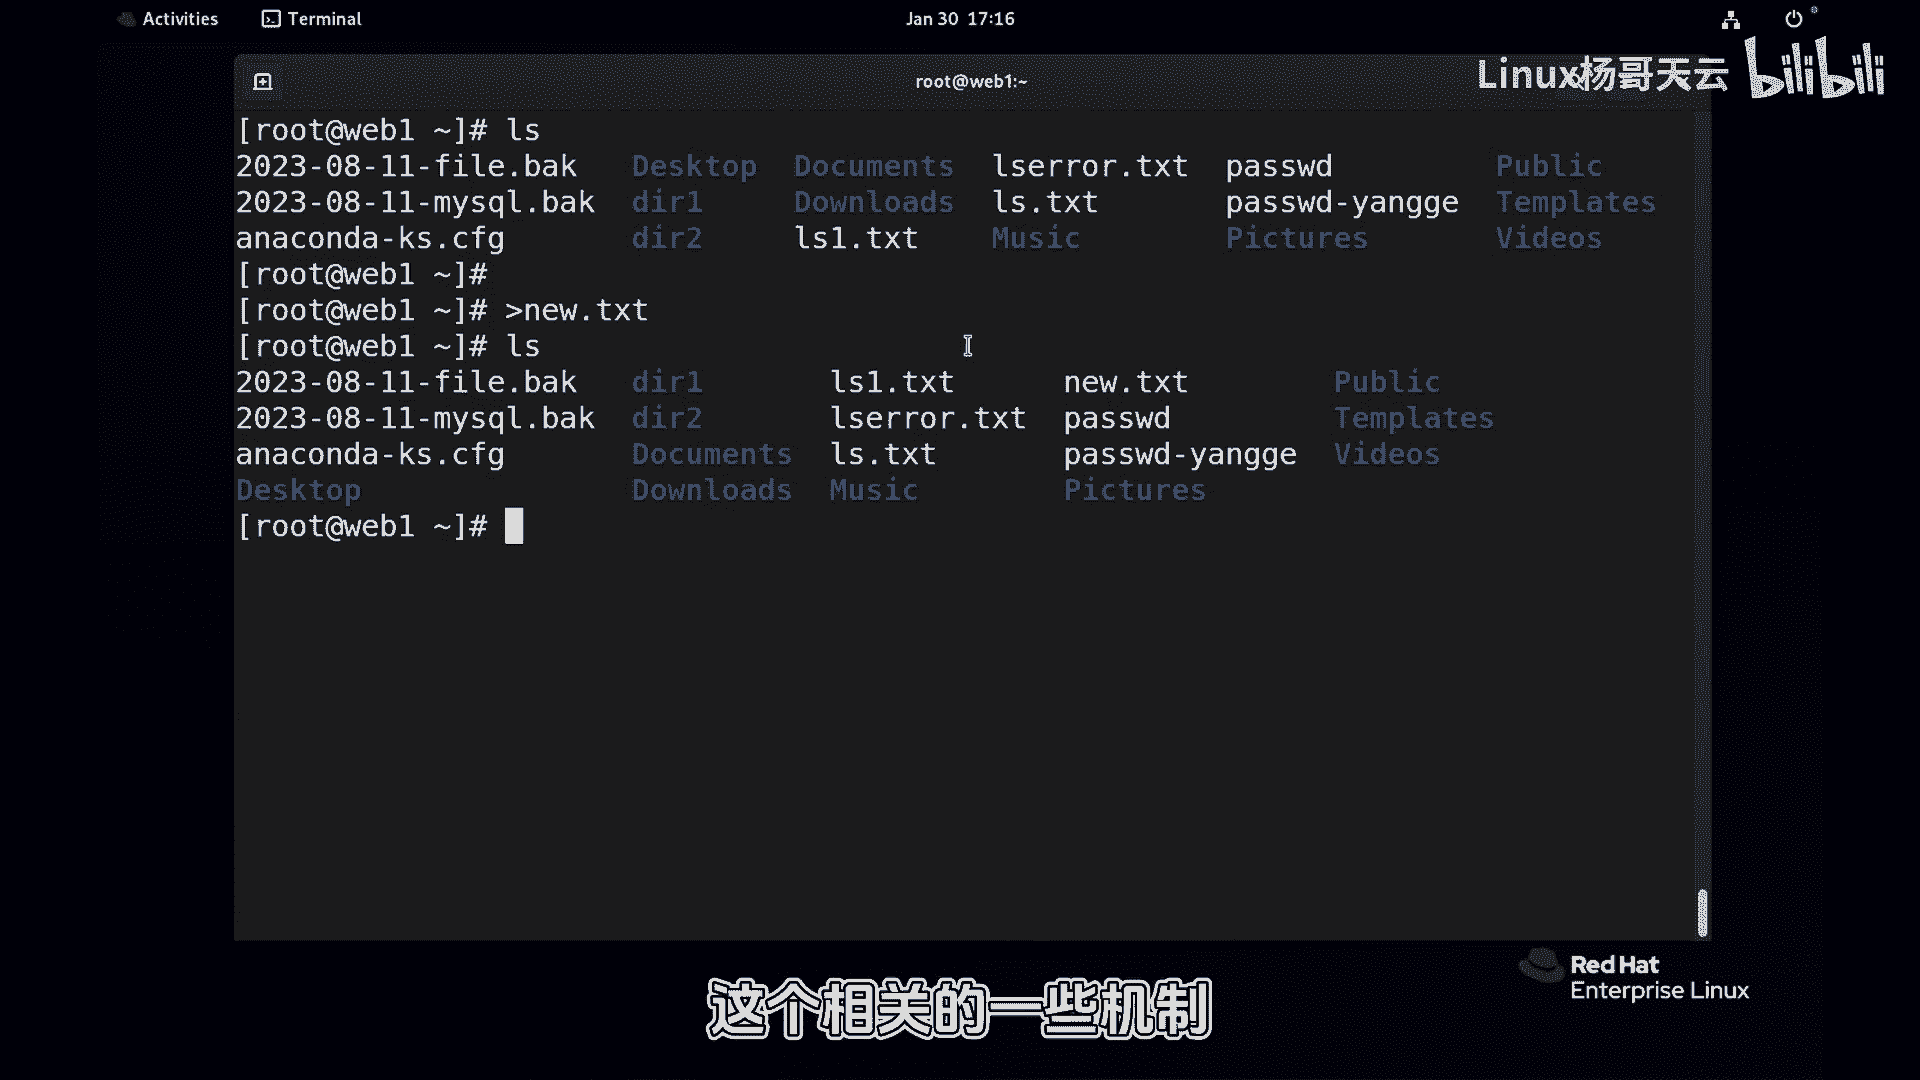 Activities Terminal Jan 30 17:16
root@web1:~
Linux杨哥天云 bilibili
[root@web1 ~]# ls
2023-08-11-file.bak Desktop Documents lserror.txt passwd Public
2023-08-11-mysql.bak dir1 Downloads ls.txt passwd-yangge Templates
anaconda-ks.cfg dir2 ls1.txt Music Pictures Videos
[root@web1 ~]#
[root@web1 ~]# >new.txt
[root@web1 ~]# ls
2023-08-11-file.bak dir1 ls1.txt new.txt Public
2023-08-11-mysql.bak dir2 lserror.txt passwd Templates
anaconda-ks.cfg Documents ls.txt passwd-yangge Videos
Desktop Downloads Music Pictures
[root@web1 ~]#
Red Hat
Enterprise Linux
这个相关的一些机制